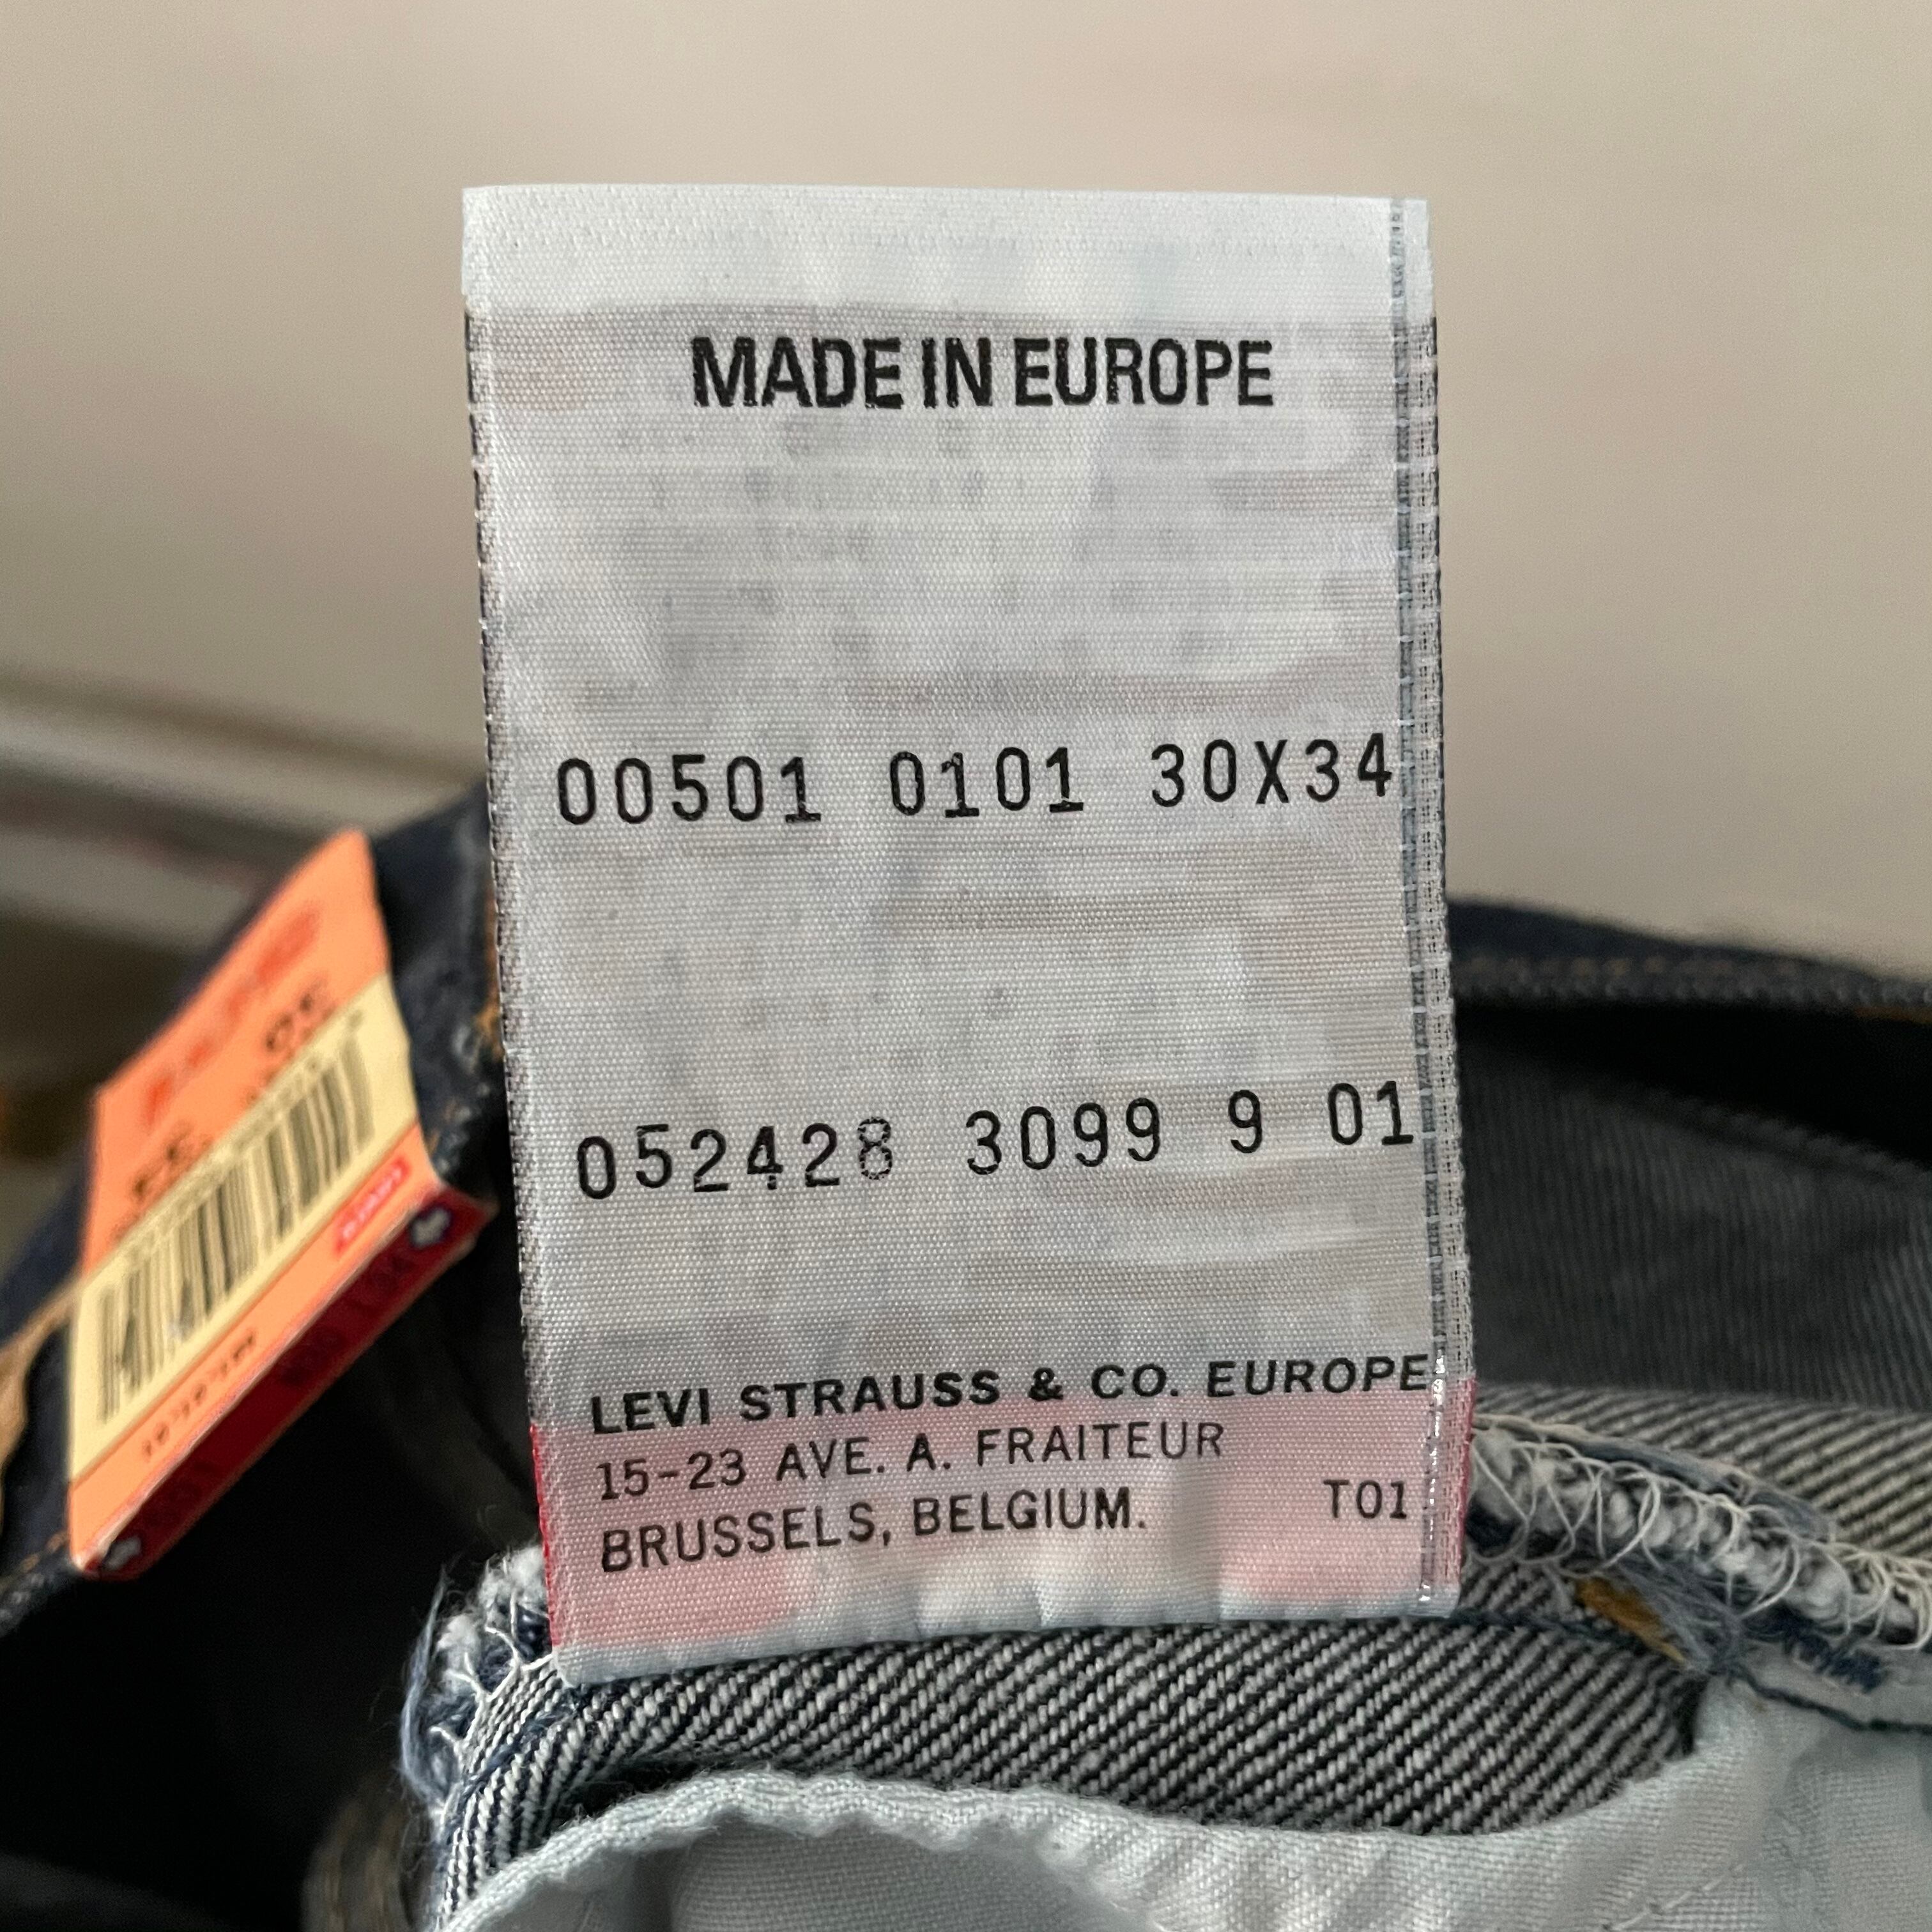 MADE IN EUROPE
00501 0101 30X34
052428 3099 9 01
LEVI STRAUSS & CO. EUROPE
15-23 AVE. A. FRAITEUR
BRUSSELS, BELGIUM. T01